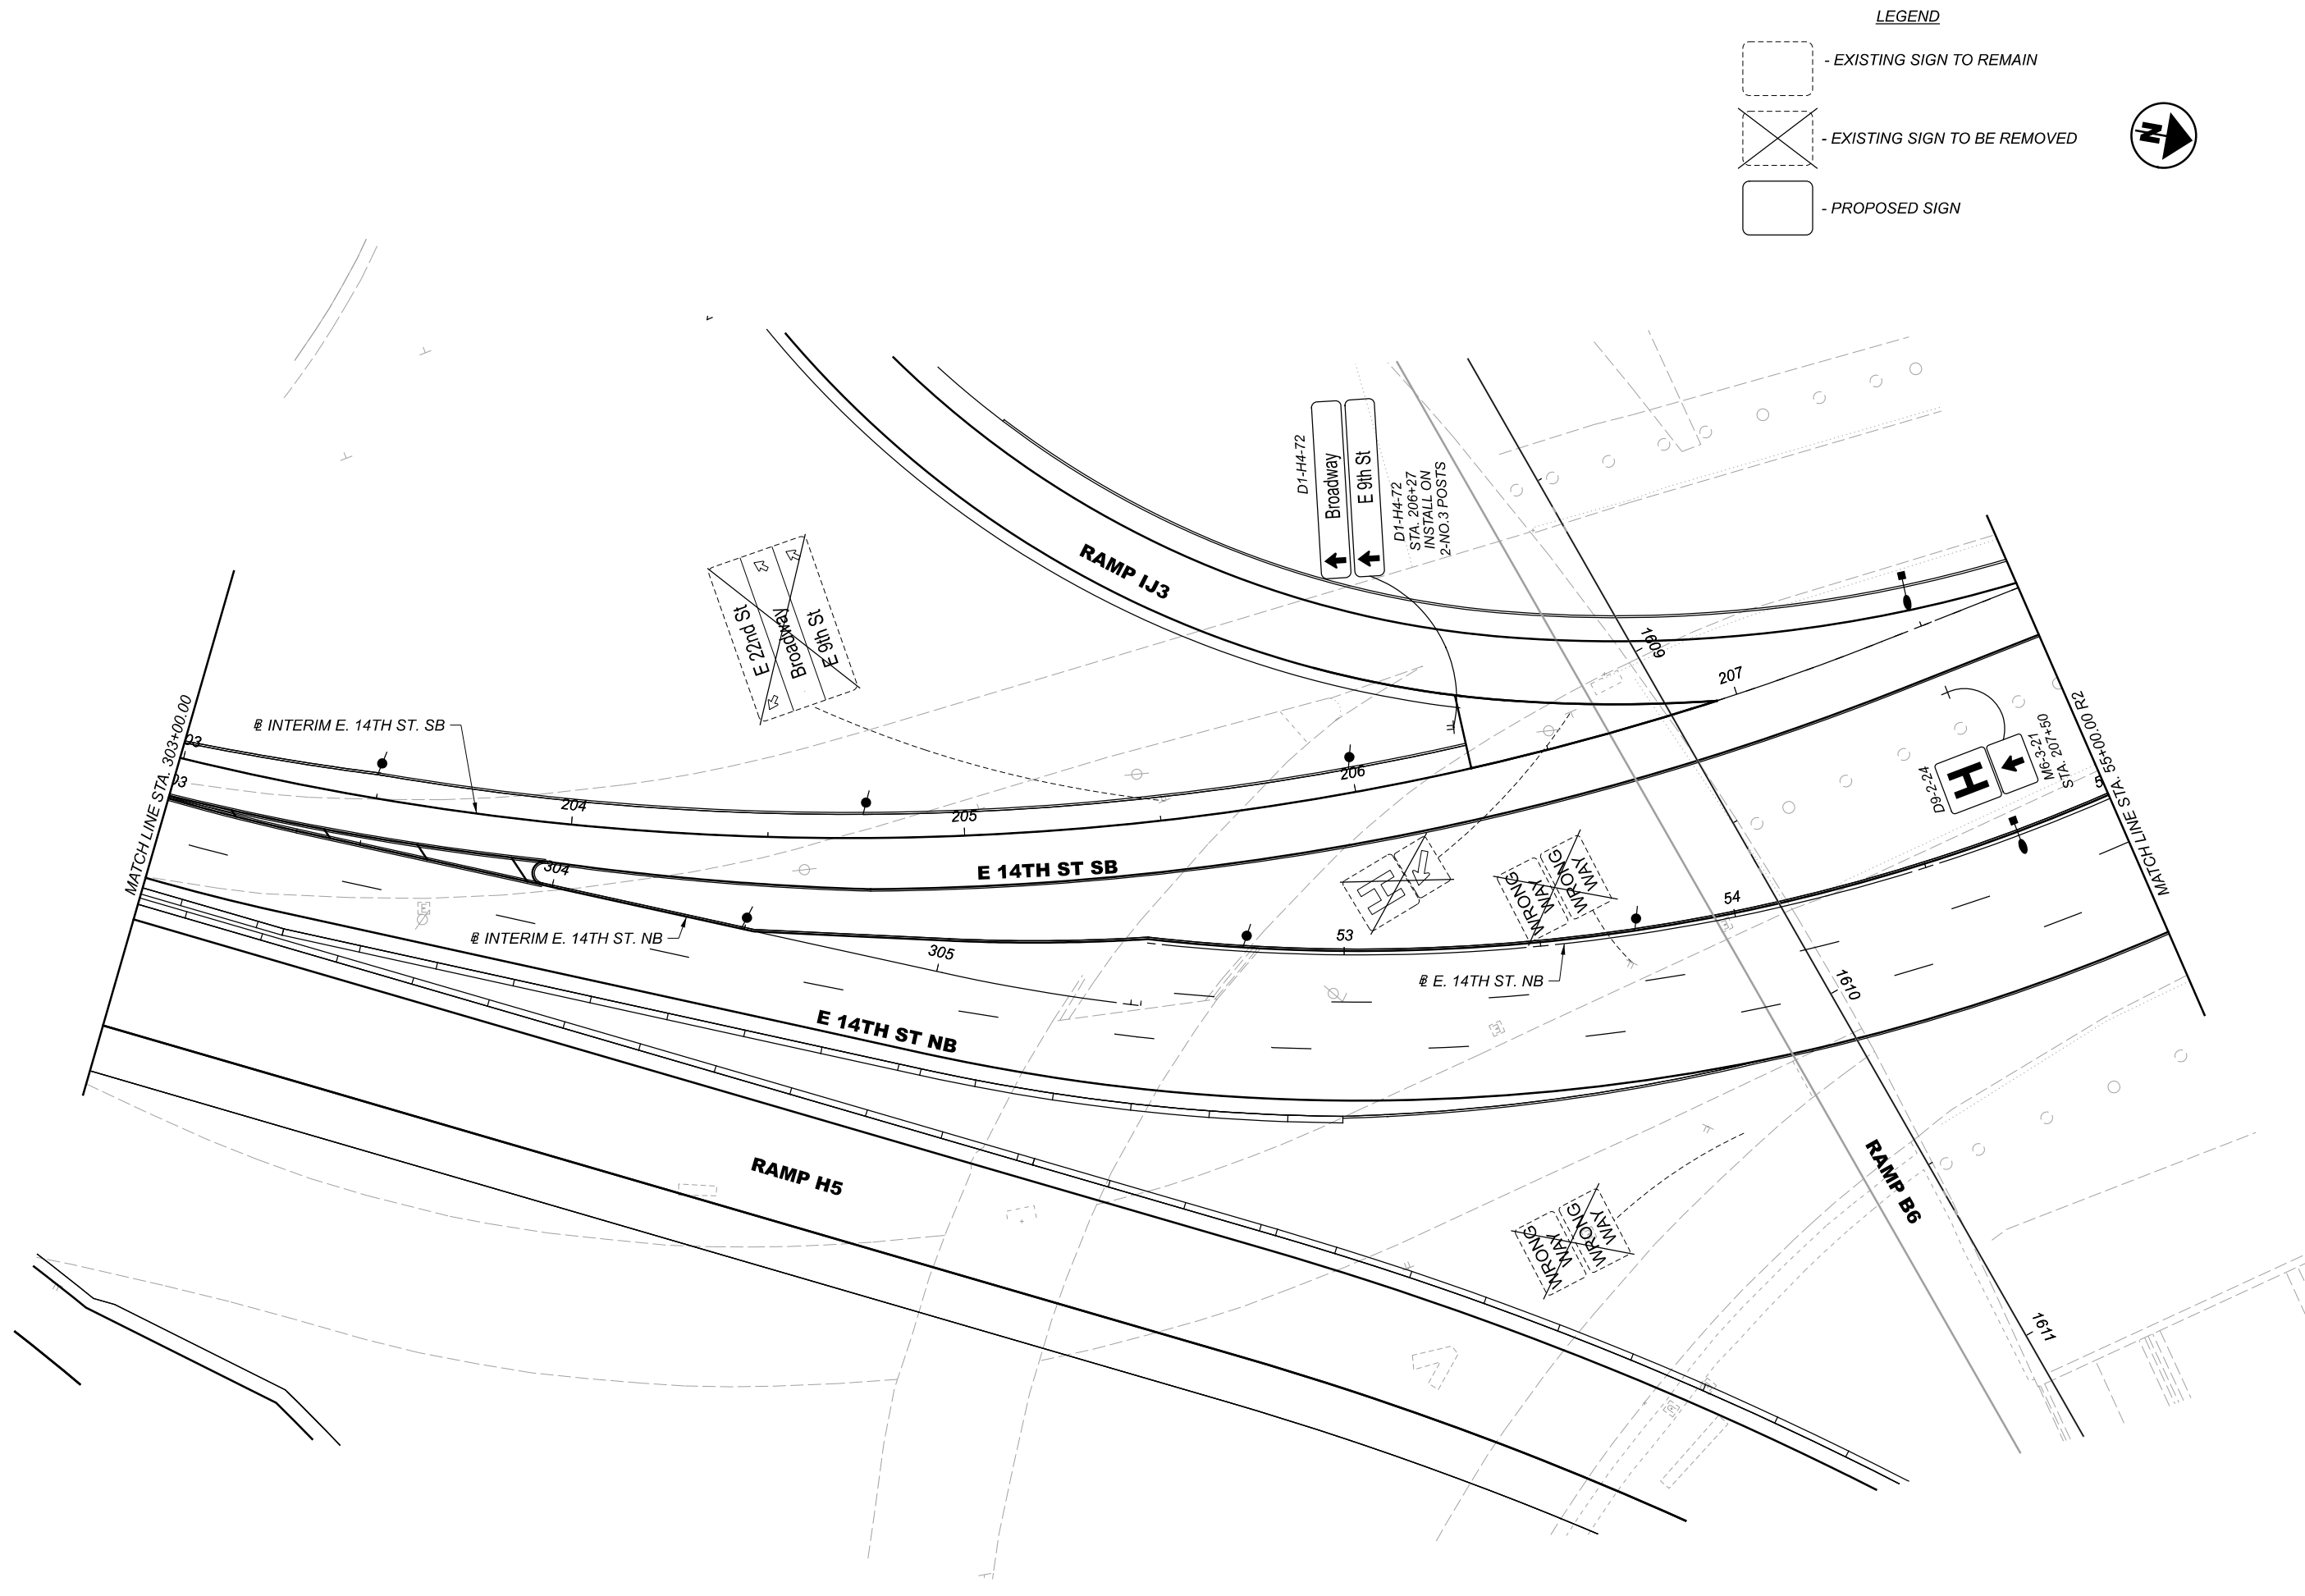 LEGEND
- EXISTING SIGN TO REMAIN
- EXISTING SIGN TO BE REMOVED
- PROPOSED SIGN
N
D1-H4-72
Broadway
E 9th St
D1-H4-72
STA. 206+27
INSTALL ON
2-NO.3 POSTS
RAMP IJ3
E 22nd St
Broadway
E 9th St
MATCH LINE STA. 303+00.00
℄ INTERIM E. 14TH ST. SB
03
03
204
205
206
207
1609
E 14TH ST SB
304
℄ INTERIM E. 14TH ST. NB
305
53
54
℄ E. 14TH ST. NB
H
WRONG
WAY
WRONG
WAY
D9-2-24
H
M6-3-21
STA. 207+50
MATCH LINE STA. 55+00.00 R2
1610
E 14TH ST NB
RAMP H5
WRONG
WAY
WRONG
WAY
RAMP B6
1611